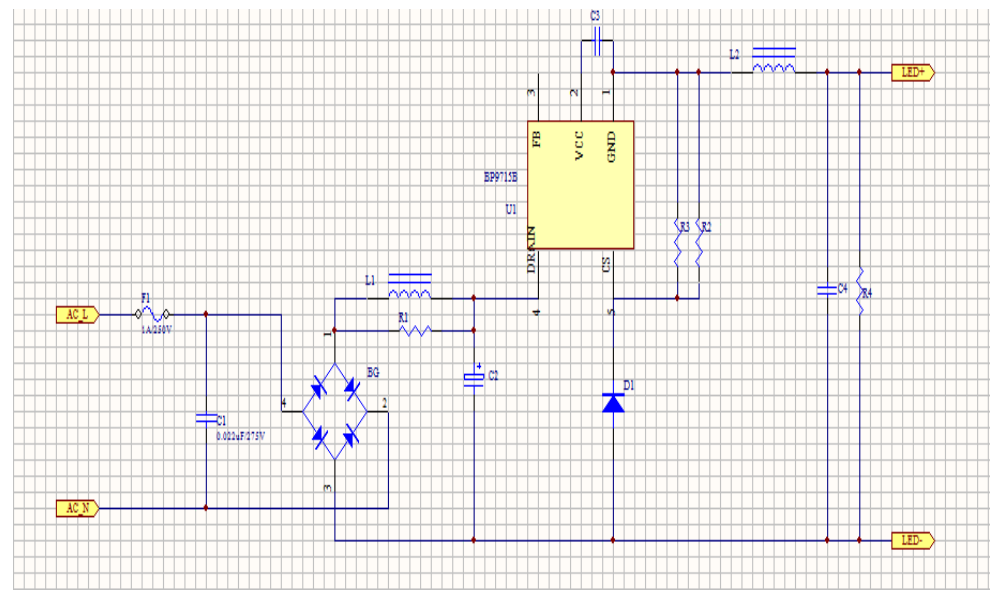 C3
L2
LED+
3
2
1
FB
VCC
GND
BP9715B
U1
R3
R2
DRAIN
CS
L1
4
5
C4
R4
F1
AC_L
1A/250V
R1
1
C2
BG
D1
4
2
C1
0.022uF/275V
3
AC_N
LED-